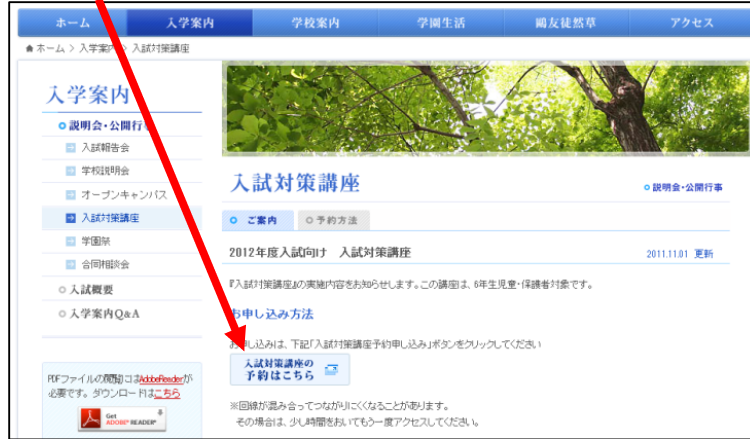 ホーム 入学案内 学校案内 学園生活 鷗友徒然草 アクセス
ホーム > 入学案内 > 入試対策講座
入学案内
説明会・公開行事
入試報告会
学校説明会
オープンキャンパス
入試対策講座
学園祭
合同相談会
入試概要
入学案内Q&A
PDFファイルの閲覧にはAdobeReaderが
必要です。ダウンロードはこちら
Get
ADOBE® READER®
入試対策講座
説明会・公開行事
ご案内 予約方法
2012年度入試向け 入試対策講座
2011.11.01 更新
『入試対策講座』の実施内容をお知らせします。この講座は、6年生児童・保護者対象です。
お申し込み方法
お申し込みは、下記「入試対策講座予約申し込み」ボタンをクリックしてください
入試対策講座の
予約はこちら
※回線が混み合ってつながりにくくなることがあります。
その場合は、少し時間をおいてもう一度アクセスしてください。